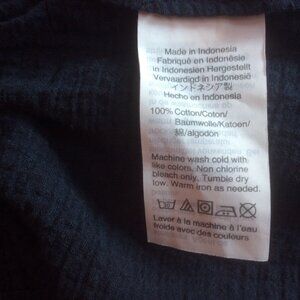 Made in Indonesia
Fabriqué en Indonésie
in Indonesien Hergestellt
Vervaardigd in Indonesië
インドネシア製
Hecho en Indonesia
100% Cotton/Coton/
Baumwolle/Katoen/
綿/algodón
Machine wash cold with
like colors. Non chlorine
bleach only. Tumble dry
low. Warm iron as needed.
Laver à la machine à l'eau
froide avec des couleurs